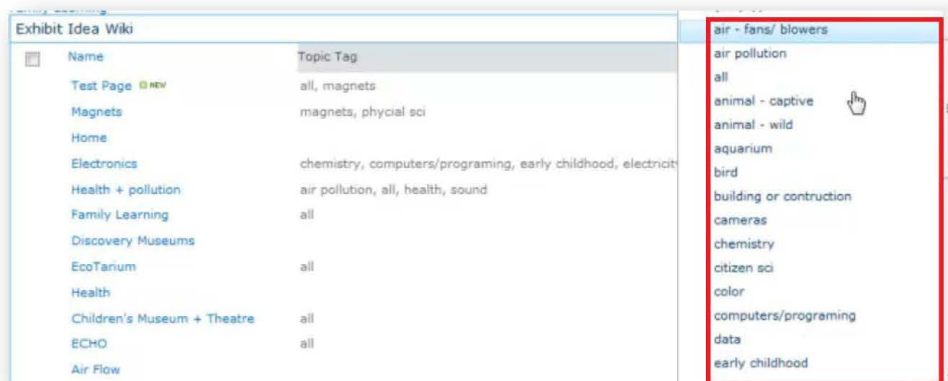 Family Learning
Exhibit Idea Wiki
Name Topic Tag
Test Page NEW all, magnets
Magnets magnets, phycial sci
Home
Electronics chemistry, computers/programing, early childhood, electricit
Health + pollution air pollution, all, health, sound
Family Learning all
Discovery Museums
EcoTarium all
Health
Children's Museum + Theatre all
ECHO all
Air Flow
air - fans/ blowers
air pollution
all
animal - captive
animal - wild
aquarium
bird
building or contruction
cameras
chemistry
citizen sci
color
computers/programing
data
early childhood